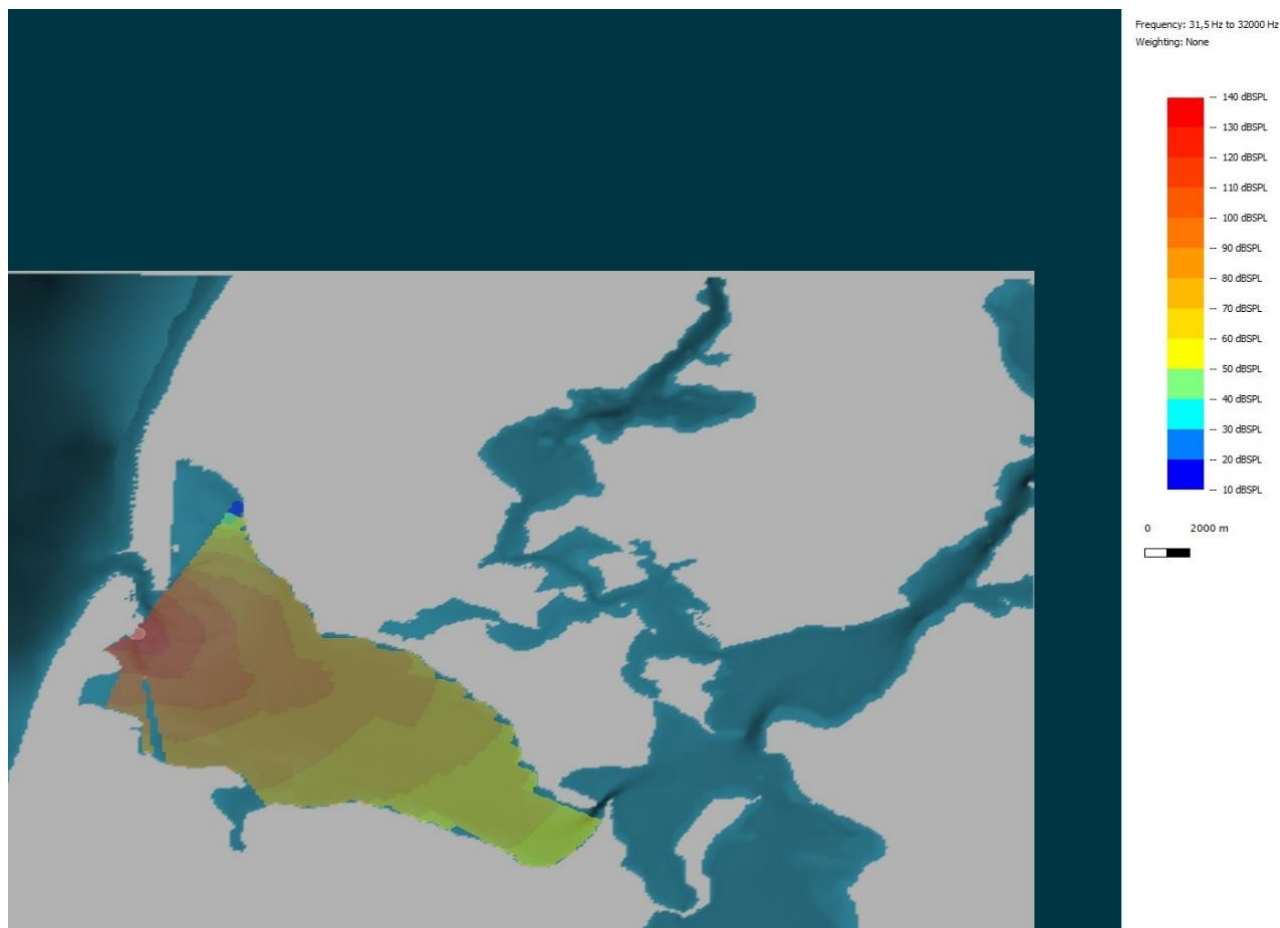 Frequency: 31,5 Hz to 32000 Hz
Weighting: None
-- 140 dBSPL
-- 130 dBSPL
-- 120 dBSPL
-- 110 dBSPL
-- 100 dBSPL
-- 90 dBSPL
-- 80 dBSPL
-- 70 dBSPL
-- 60 dBSPL
-- 50 dBSPL
-- 40 dBSPL
-- 30 dBSPL
-- 20 dBSPL
-- 10 dBSPL
0 2000 m